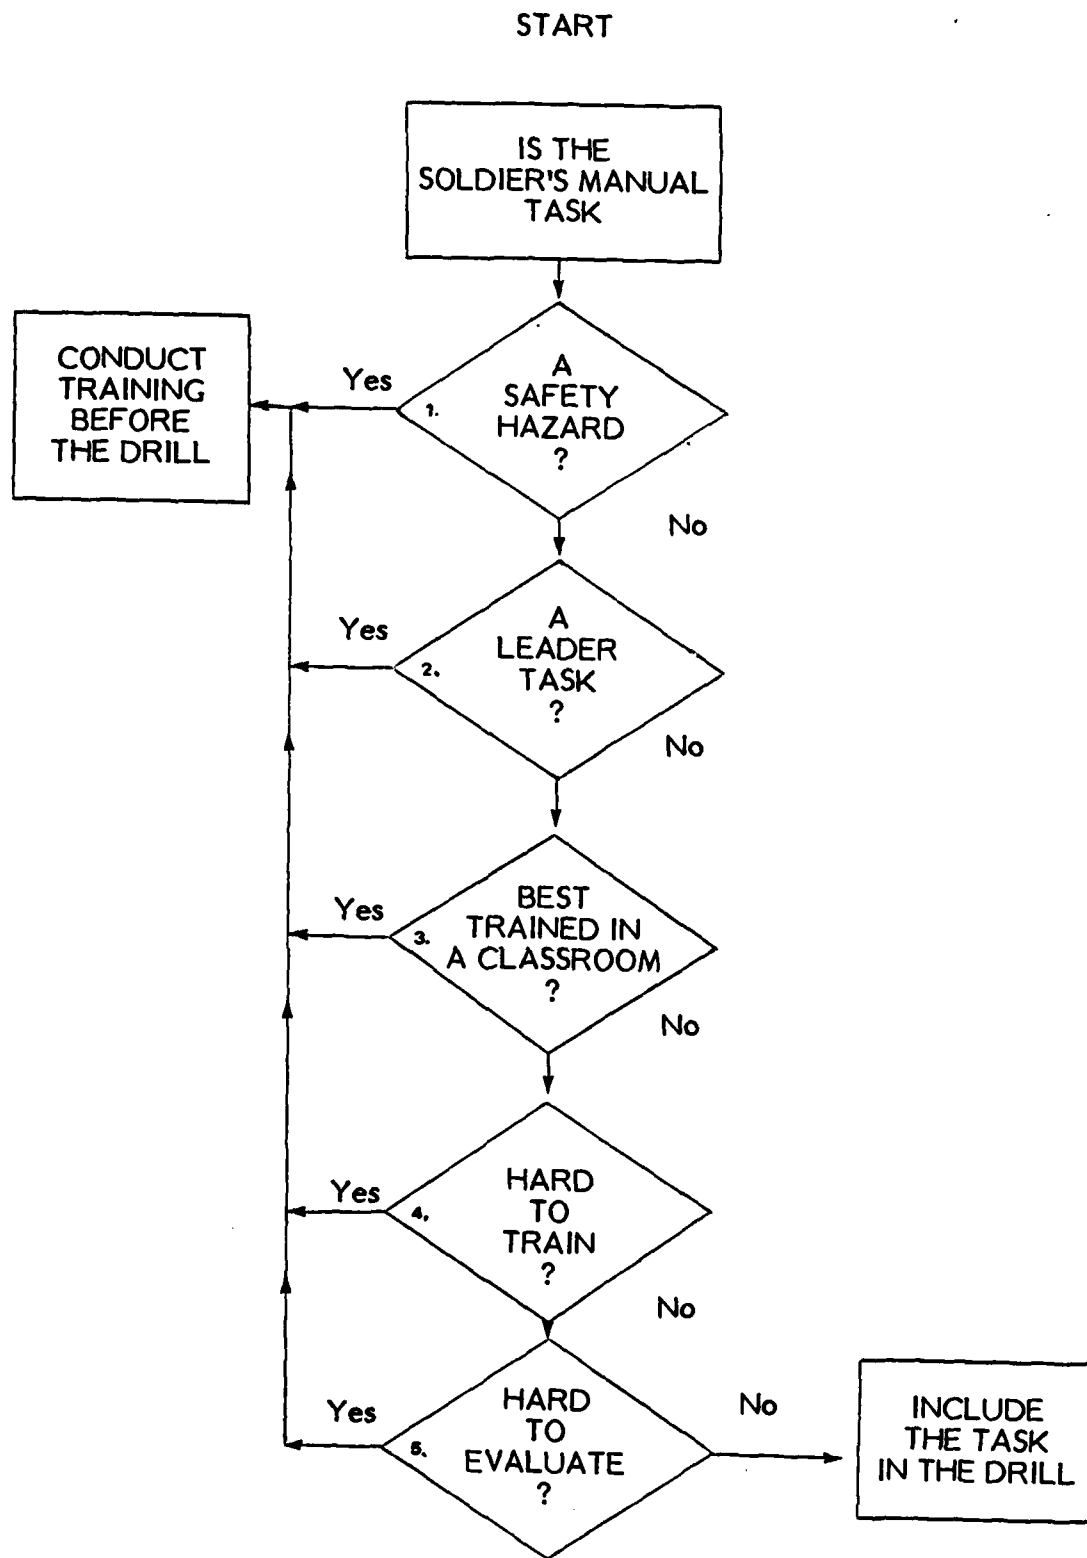 START
IS THE
SOLDIER'S MANUAL
TASK
CONDUCT
TRAINING
BEFORE
THE DRILL
Yes
1.
A
SAFETY
HAZARD
?
No
Yes
2.
A
LEADER
TASK
?
No
Yes
3.
BEST
TRAINED IN
A CLASSROOM
?
No
Yes
4.
HARD
TO
TRAIN
?
No
Yes
5.
HARD
TO
EVALUATE
?
No
INCLUDE
THE TASK
IN THE DRILL